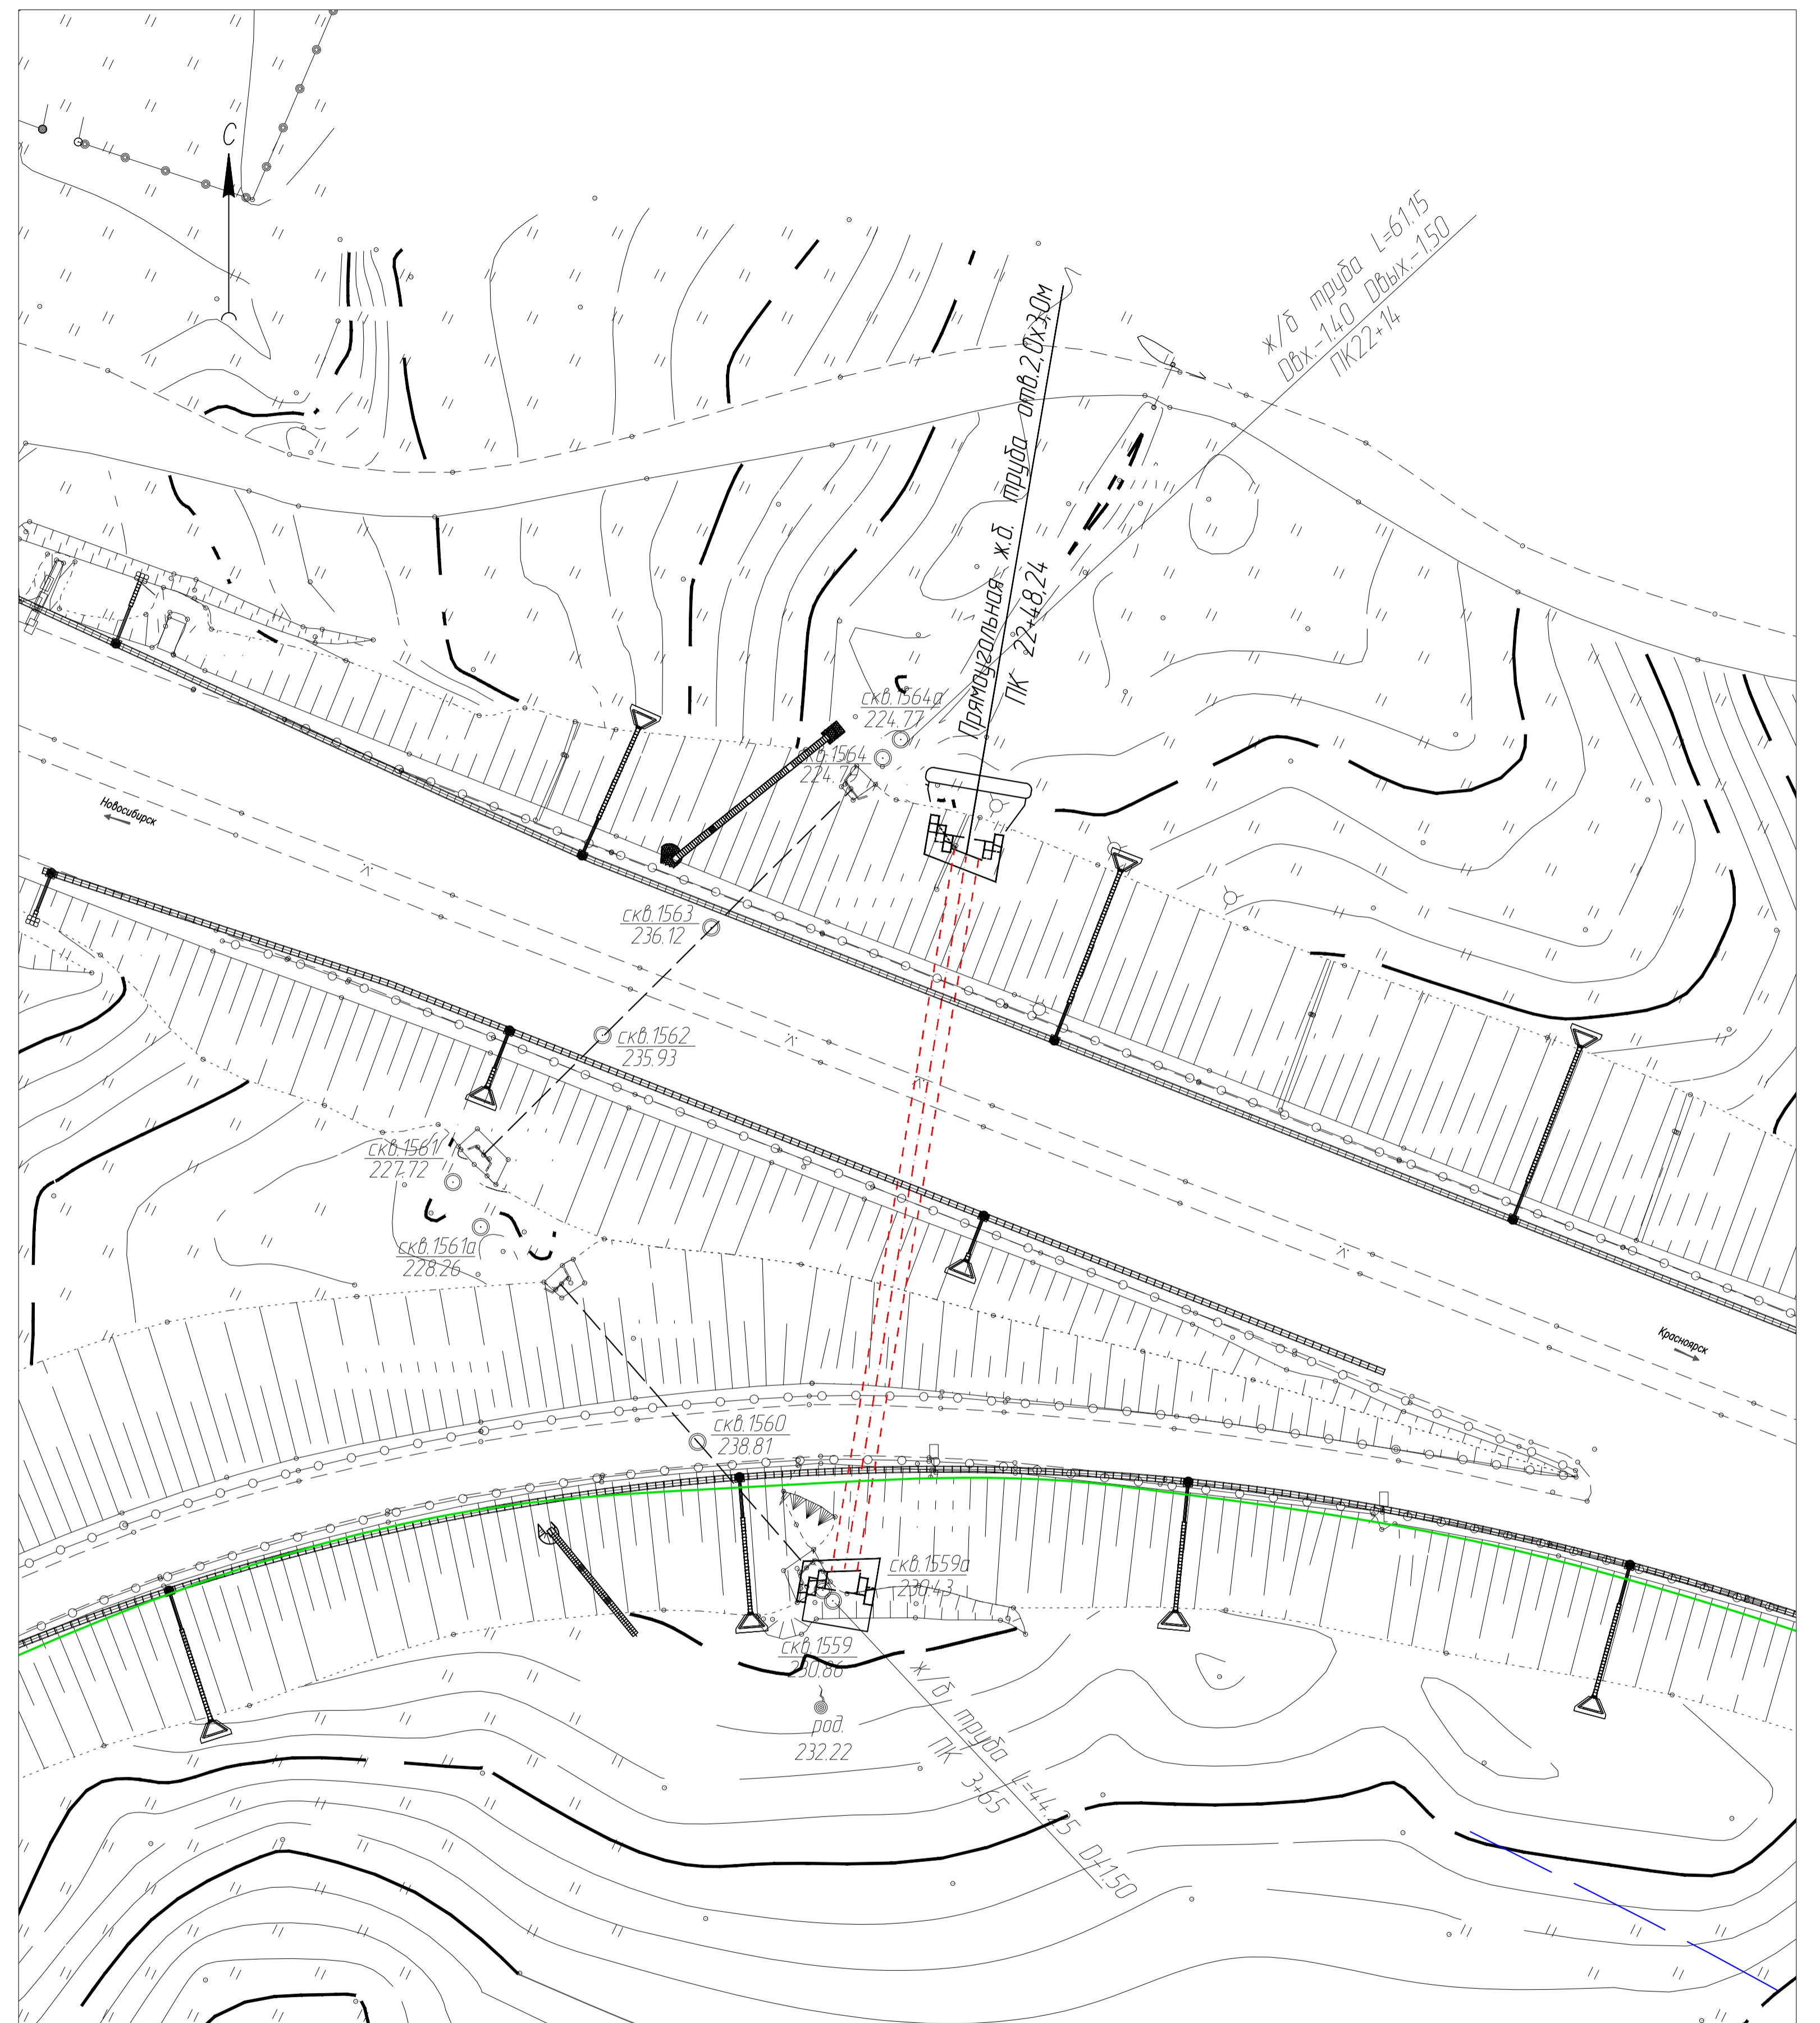 С
ж/б труба L=61.15
Dвх.-1.40 Dвых.-1.50
ПК22+14
Прямоугольная ж.б. труба отв.2,0х3,0м
ПК 22+48,24
скв.1564а
224.77
скв.1564
224.79
Новосибирск
скв.1563
236.12
скв.1562
235.93
скв.1561
227.72
скв.1561а
228.26
Красноярск
скв.1560
238.81
скв.1559а
230.43
скв.1559
230.86
род.
232.22
ж/б труба L=44.25 D-1.50
ПК 3+65